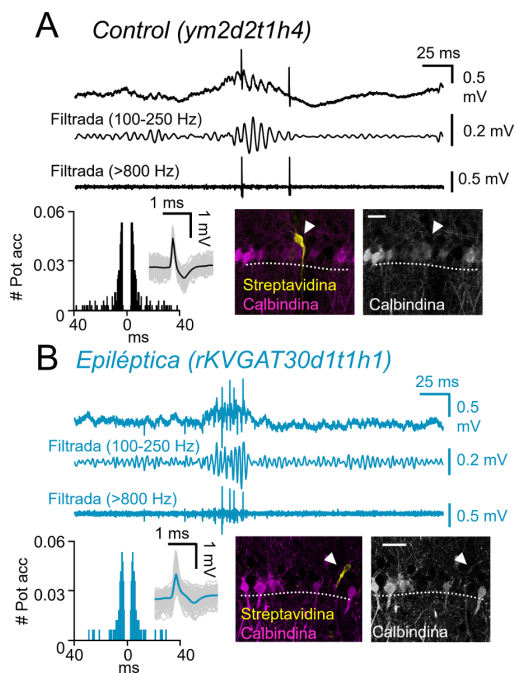 A
Control (ym2d2t1h4)
25 ms
0.5
mV
Filtrada (100-250 Hz)
0.2 mV
Filtrada (>800 Hz)
0.5 mV
0.06
0.03
0
# Pot acc
40 0 40
ms
1 ms
1 mV
Streptavidina
Calbindina
Calbindina
B
Epiléptica (rKVGAT30d1t1h1)
25 ms
0.5
mV
Filtrada (100-250 Hz)
0.2 mV
Filtrada (>800 Hz)
0.5 mV
0.06
0.03
0
# Pot acc
40 0 40
ms
1 ms
1 mV
Streptavidina
Calbindina
Calbindina